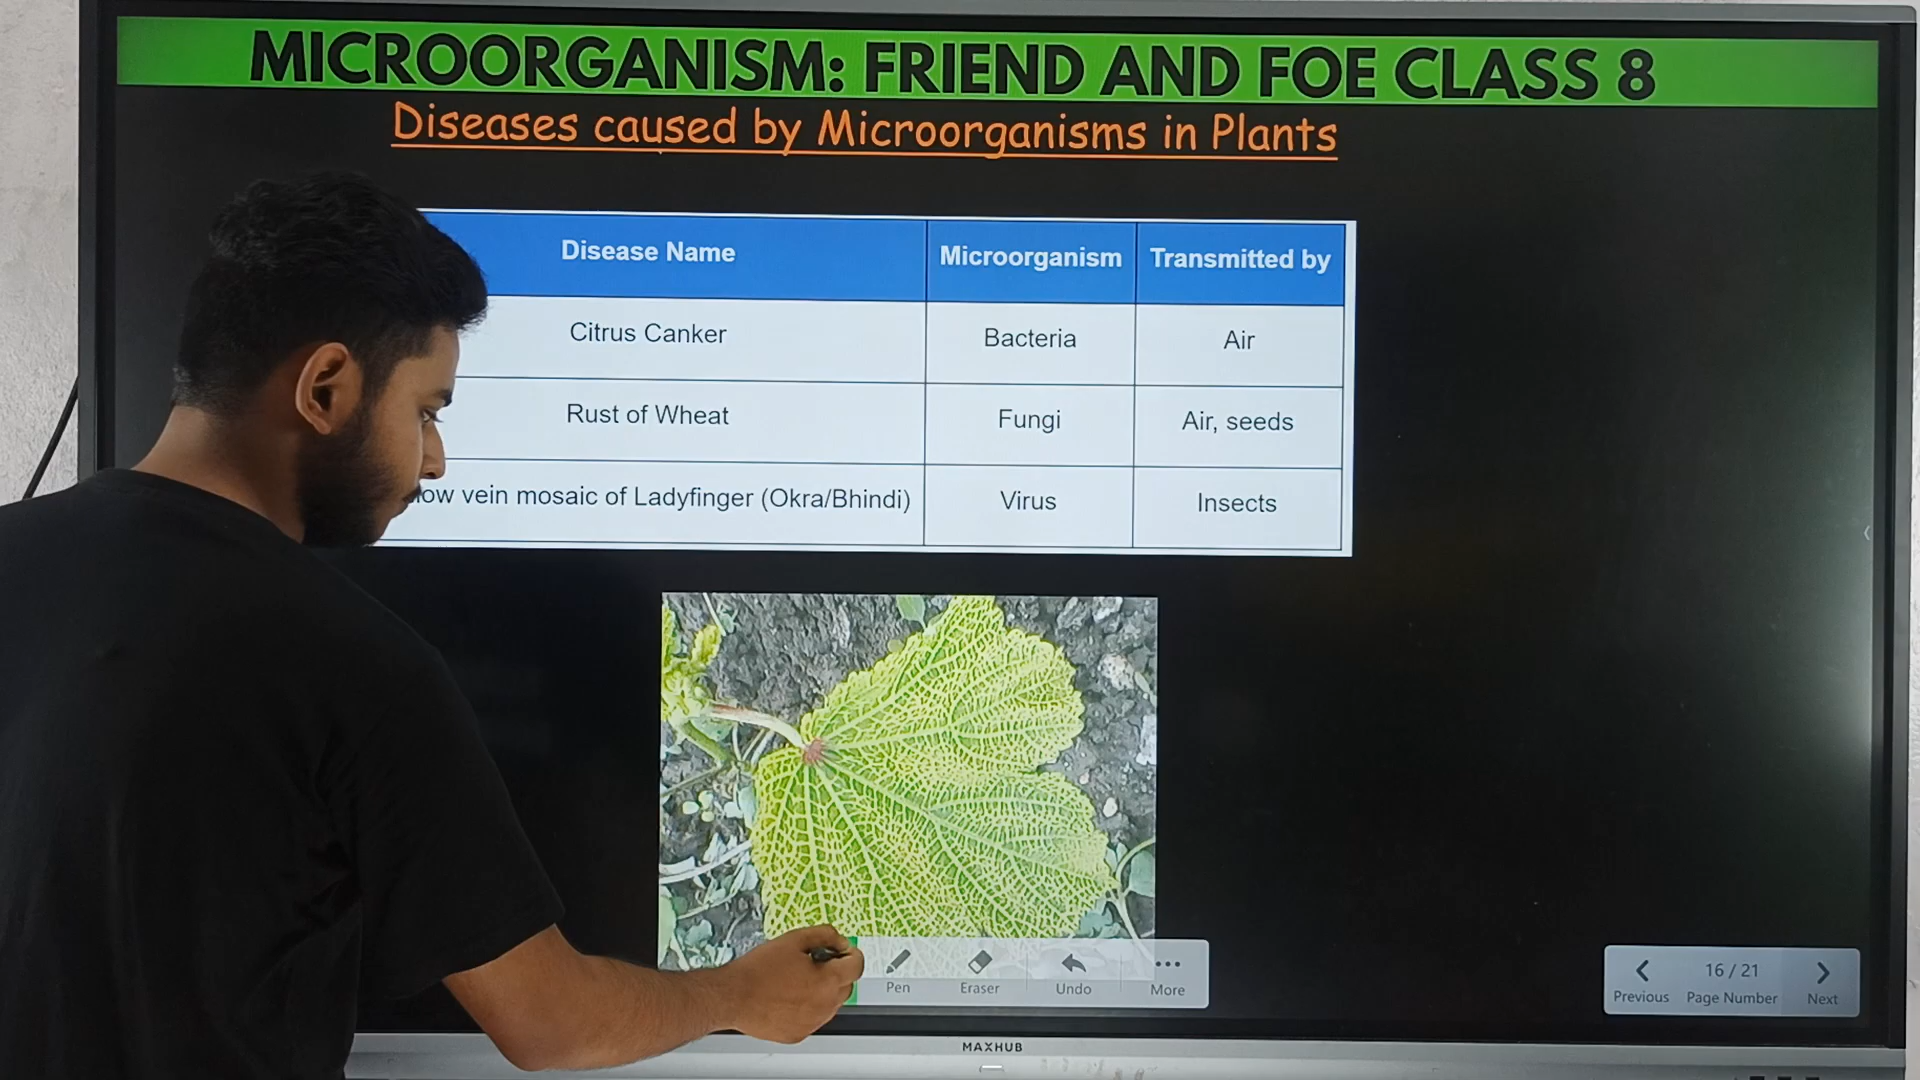 MICROORGANISM: FRIEND AND FOE CLASS 8
Diseases caused by Microorganisms in Plants
Disease Name Microorganism Transmitted by
Citrus Canker Bacteria Air
Rust of Wheat Fungi Air, seeds
vein mosaic of Ladyfinger (Okra/Bhindi) Virus Insects
Pen Eraser Undo More
16 / 21
Previous Page Number Next
MAXHUB